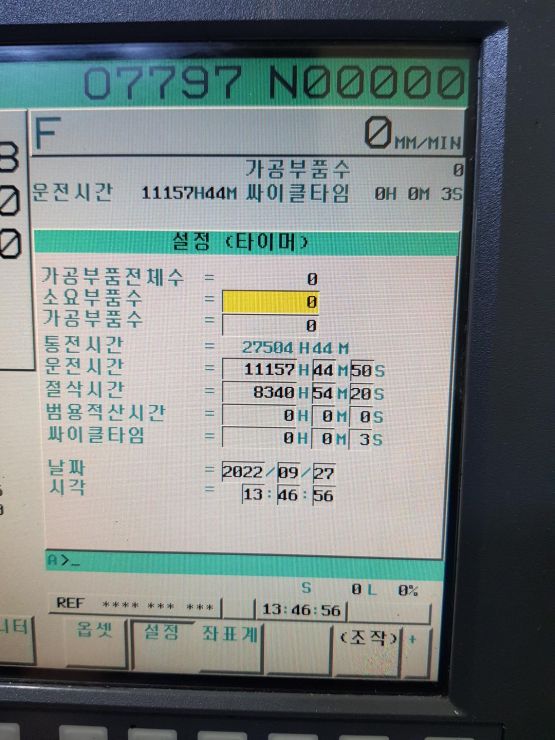 O7797 N00000
F 0 MM/MIN
가공부품수 0
운전시간 11157H44M 싸이클타임 0H 0M 3S
설정 (타이머)
가공부품전체수 = 0
소요부품수 = 0
가공부품수 = 0
통전시간 = 27504 H 44 M
운전시간 = 11157 H 44 M 50 S
절삭시간 = 8340 H 54 M 20 S
범용적산시간 = 0 H 0 M 0 S
싸이클타임 = 0 H 0 M 3 S
날짜 = 2022/09/27
시각 = 13:46:56
A>_
S 0 L 0%
REF **** *** *** 13:46:56
니터 옵셋 설정 좌표계 (조작) +